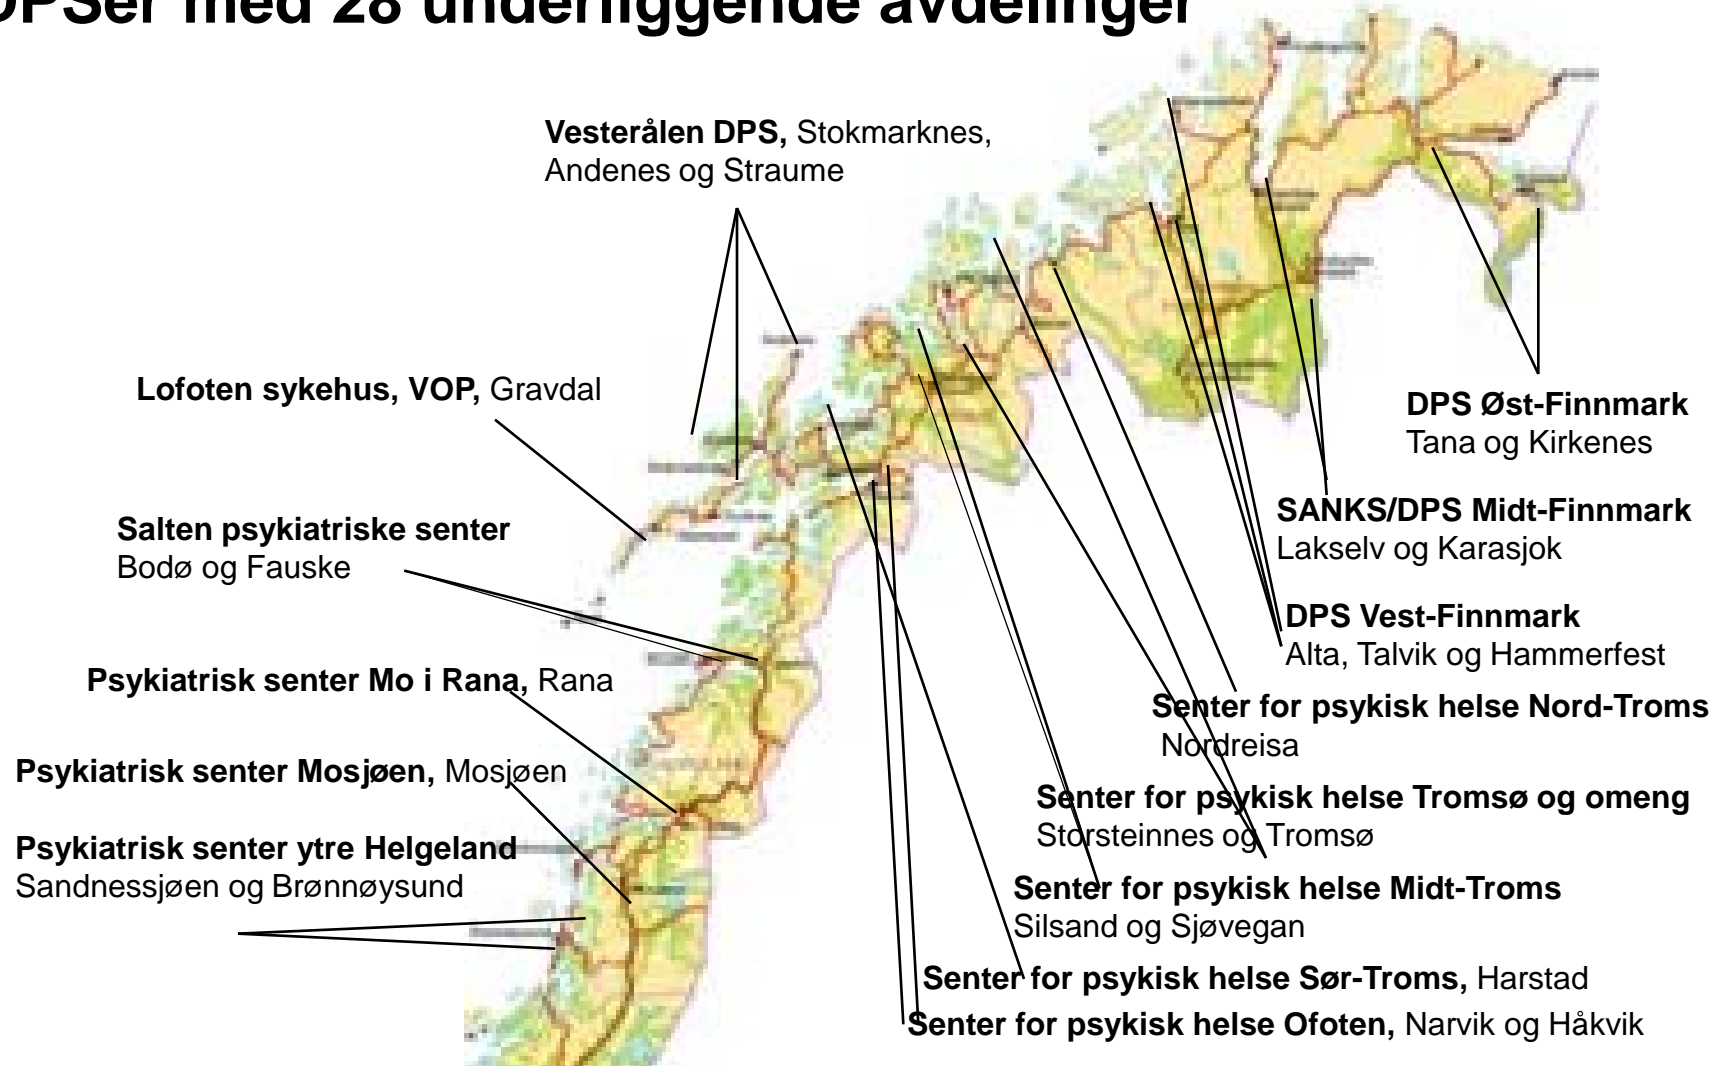 DPSer med 28 underliggende avdelinger
Vesterålen DPS, Stokmarknes,
Andenes og Straume
Lofoten sykehus, VOP, Gravdal
Salten psykiatriske senter
Bodø og Fauske
Psykiatrisk senter Mo i Rana, Rana
Psykiatrisk senter Mosjøen, Mosjøen
Psykiatrisk senter ytre Helgeland
Sandnessjøen og Brønnøysund
DPS Øst-Finnmark
Tana og Kirkenes
SANKS/DPS Midt-Finnmark
Lakselv og Karasjok
DPS Vest-Finnmark
Alta, Talvik og Hammerfest
Senter for psykisk helse Nord-Troms
Nordreisa
Senter for psykisk helse Tromsø og omeng
Storsteinnes og Tromsø
Senter for psykisk helse Midt-Troms
Silsand og Sjøvegan
Senter for psykisk helse Sør-Troms, Harstad
Senter for psykisk helse Ofoten, Narvik og Håkvik